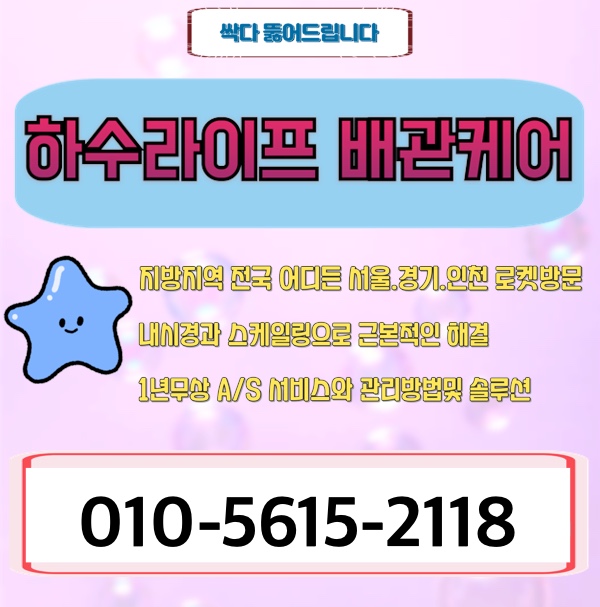 싹다 뚫어드립니다
하수라이프 배관케어
지방지역 전국 어디든 서울.경기.인천 로켓방문
내시경과 스케일링으로 근본적인 해결
1년무상 A/S 서비스와 관리방법및 솔루션
010-5615-2118